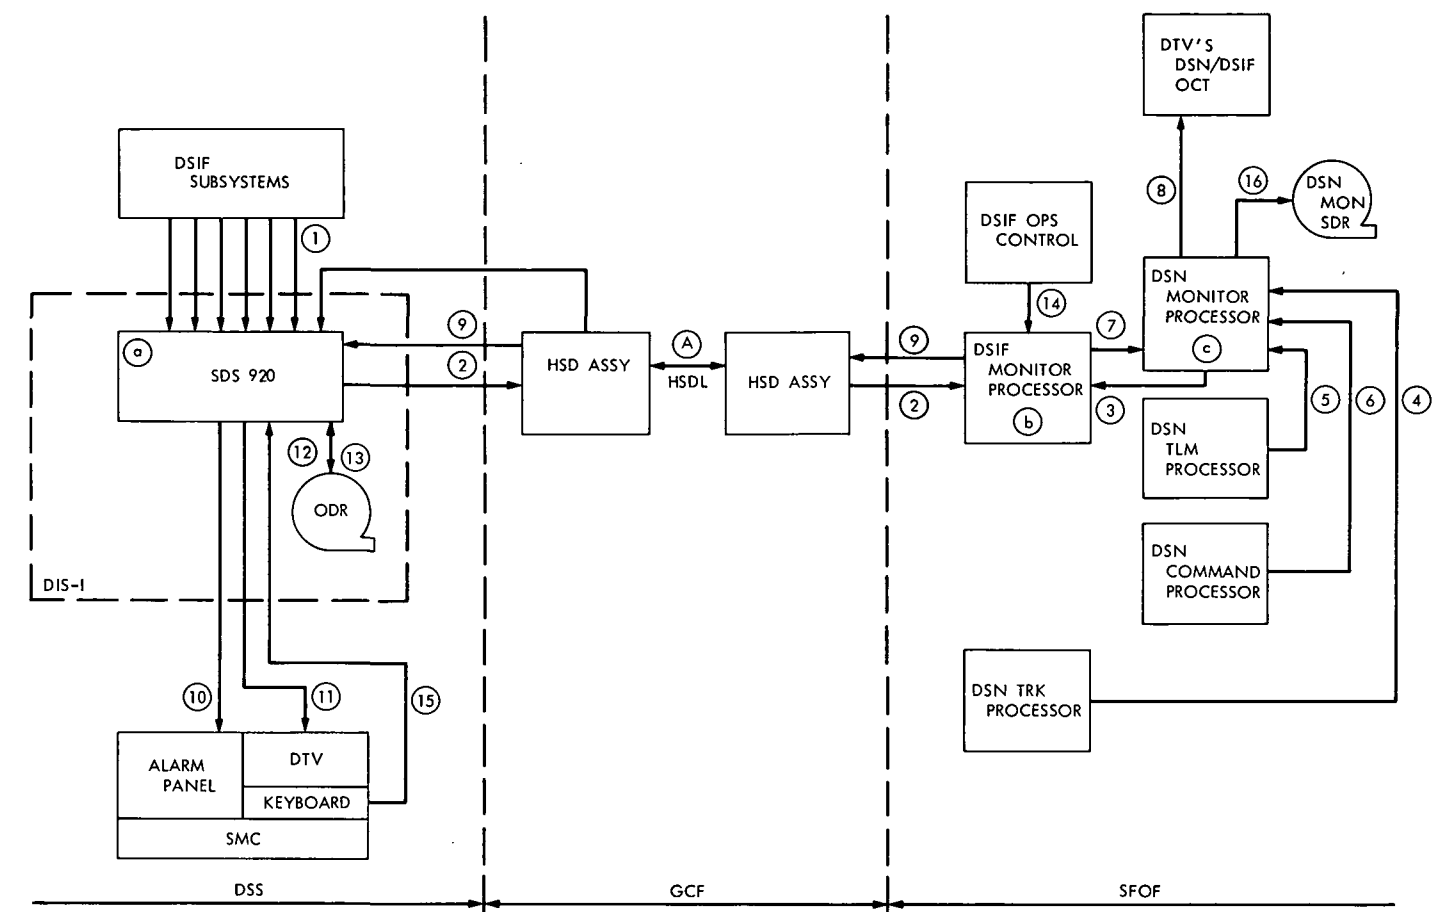 DTV'S
DSN/DSIF
OCT
DSIF
SUBSYSTEMS
1
8
16
DSN
MON
SDR
DSIF OPS
CONTROL
14
DSN
MONITOR
PROCESSOR
c
a
SDS 920
9
2
HSD ASSY
A
HSDL
HSD ASSY
9
2
DSIF
MONITOR
PROCESSOR
b
7
3
5
6
4
DSN
TLM
PROCESSOR
12
13
ODR
DSN
COMMAND
PROCESSOR
DIS-1
DSN TRK
PROCESSOR
10
11
15
ALARM
PANEL
DTV
KEYBOARD
SMC
DSS
GCF
SFOF